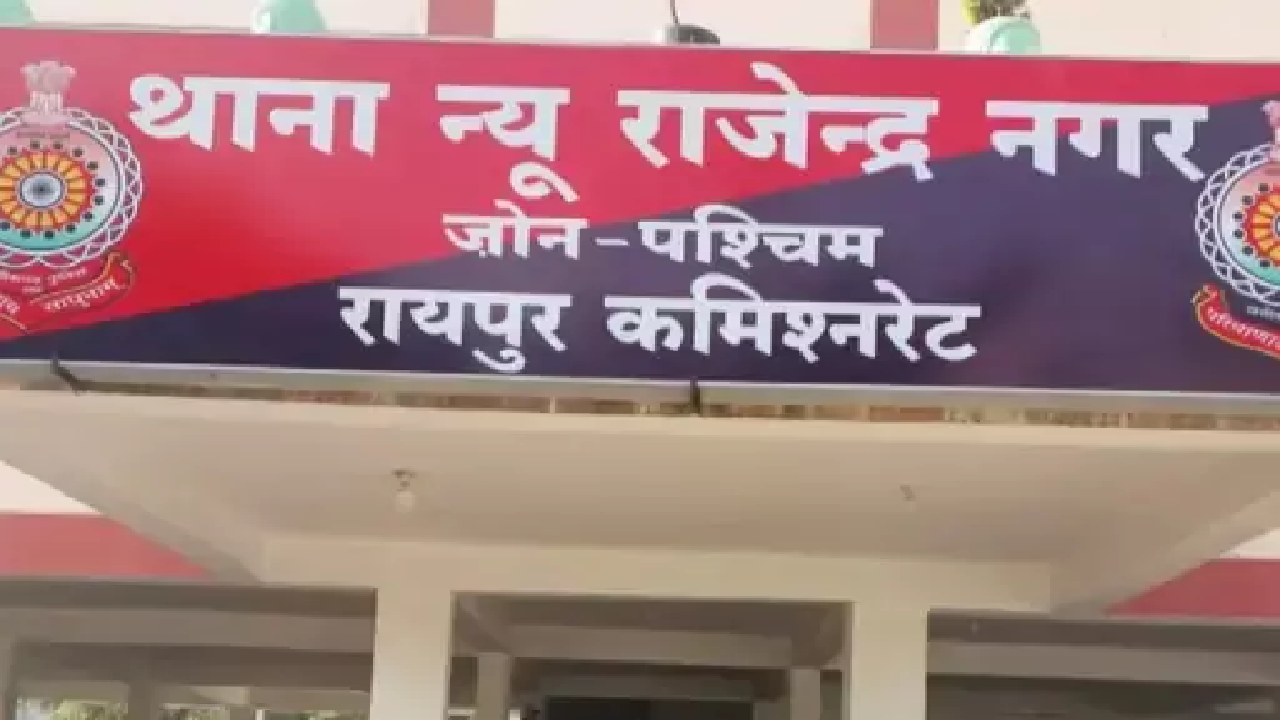 थाना न्यू राजेन्द्र नगर
ज़ोन - पश्चिम
रायपुर कमिश्नरेट